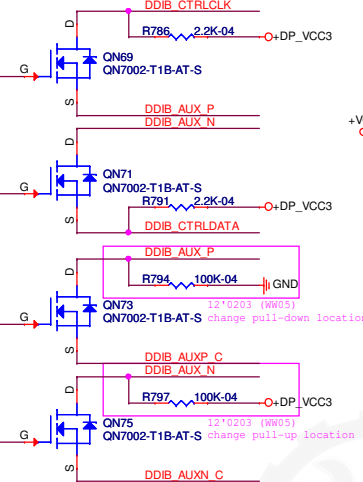 DDIB_CTRLCLK
D
R786 2.2K-04
+DP_VCC3
QN69
G
QN7002-T1B-AT-S
S
DDIB_AUX_P
DDIB_AUX_N
+V
D
QN71
G
QN7002-T1B-AT-S
R791 2.2K-04
+DP_VCC3
S
DDIB_CTRLDATA
DDIB_AUX_P
D
R794 100K-04
GND
QN73
12'0203 (WW05)
G
QN7002-T1B-AT-S
change pull-down location
S
DDIB_AUXP_C
DDIB_AUX_N
D
R797 100K-04
+DP_VCC3
QN75
12'0203 (WW05)
G
QN7002-T1B-AT-S
change pull-up location
S
DDIB_AUXN_C